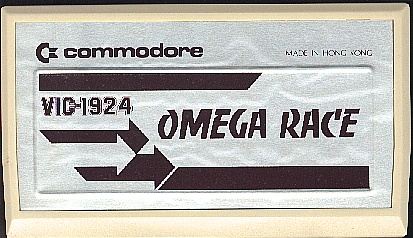 commodore
MADE IN HONG KONG
VIC-1924
OMEGA RACE